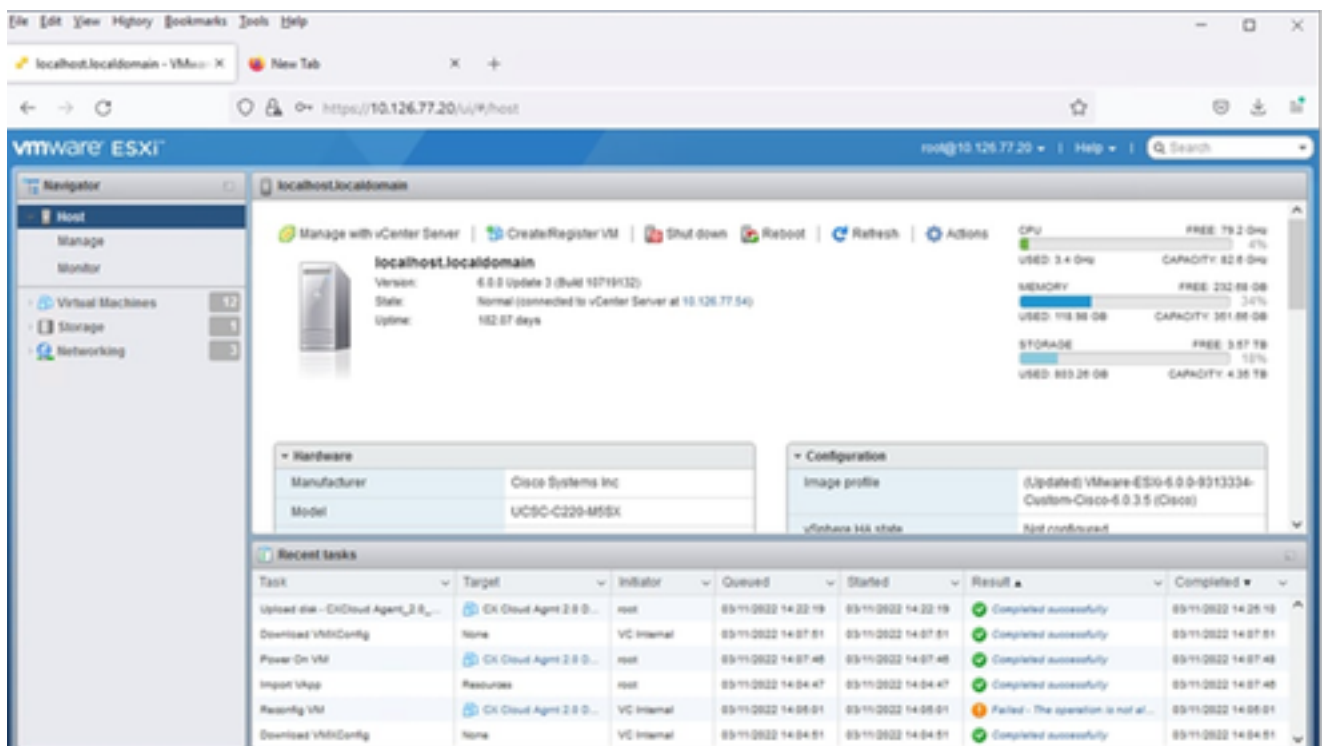 File Edit View History Bookmarks Tools Help
localhost.localdomain - VMwar
New Tab
https://10.126.77.20/ui/#/host
vmware ESXi
root@10.126.77.20 | Help | Search
Navigator
Host
Manage
Monitor
Virtual Machines 12
Storage 1
Networking 3
localhost.localdomain
Manage with vCenter Server | Create/Register VM | Shut down Reboot | Refresh | Actions
localhost.localdomain
Version: 6.0.0 Update 3 (Build 10719132)
State: Normal (connected to vCenter Server at 10.126.77.54)
Uptime: 182.07 days
CPU FREE: 79.2 GHz
4%
USED: 3.4 GHz CAPACITY: 82.6 GHz
MEMORY FREE: 232.68 GB
34%
USED: 118.98 GB CAPACITY: 351.66 GB
STORAGE FREE: 3.57 TB
18%
USED: 803.26 GB CAPACITY: 4.35 TB
Hardware
Manufacturer Cisco Systems Inc
Model UCSC-C220-M5SX
Configuration
Image profile (Updated) VMware-ESXi-6.0.0-9313334-
Custom-Cisco-6.0.3.5 (Cisco)
vSphere HA state Not configured
Recent tasks
Task Target Initiator Queued Started Result Completed
Upload disk - CXCloud Agent_2.0_... CX Cloud Agnt 2.0 D... root 03/11/2022 14:22:19 03/11/2022 14:22:19 Completed successfully 03/11/2022 14:25:10
Download VMXConfig None VC Internal 03/11/2022 14:07:51 03/11/2022 14:07:51 Completed successfully 03/11/2022 14:07:51
Power On VM CX Cloud Agnt 2.0 D... root 03/11/2022 14:07:48 03/11/2022 14:07:48 Completed successfully 03/11/2022 14:07:48
Import VApp Resources root 03/11/2022 14:04:47 03/11/2022 14:04:47 Completed successfully 03/11/2022 14:07:48
Reconfig VM CX Cloud Agnt 2.0 D... VC Internal 03/11/2022 14:05:01 03/11/2022 14:05:01 Failed - The operation is not al... 03/11/2022 14:05:01
Download VMXConfig None VC Internal 03/11/2022 14:04:51 03/11/2022 14:04:51 Completed successfully 03/11/2022 14:04:51